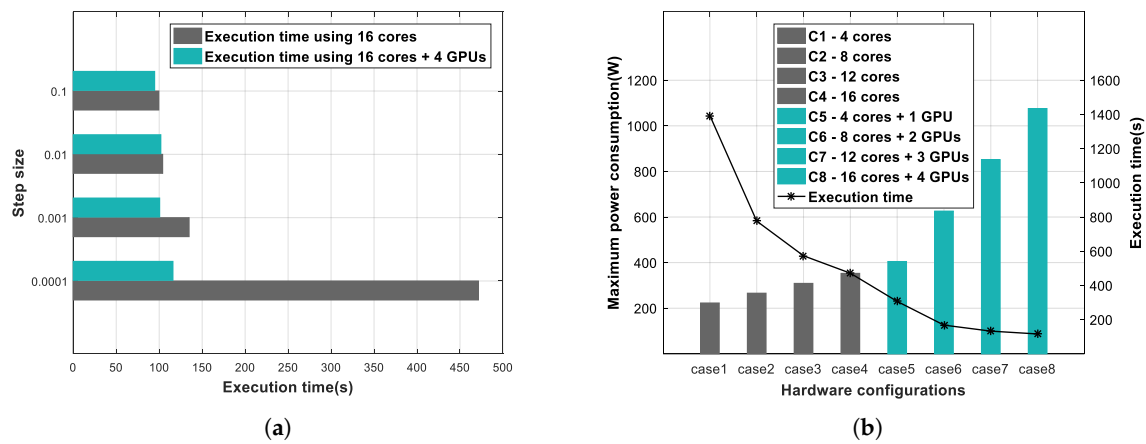 Execution time using 16 cores
Execution time using 16 cores + 4 GPUs
0.1
0.01
0.001
0.0001
Step size
0 50 100 150 200 250 300 350 400 450 500
Execution time(s)
(a)
C1 - 4 cores
C2 - 8 cores
C3 - 12 cores
C4 - 16 cores
C5 - 4 cores + 1 GPU
C6 - 8 cores + 2 GPUs
C7 - 12 cores + 3 GPUs
C8 - 16 cores + 4 GPUs
Execution time
Maximum power consumption(W)
1200
1000
800
600
400
200
1600
1400
1200
1000
800
600
400
200
Execution time(s)
case1 case2 case3 case4 case5 case6 case7 case8
Hardware configurations
(b)